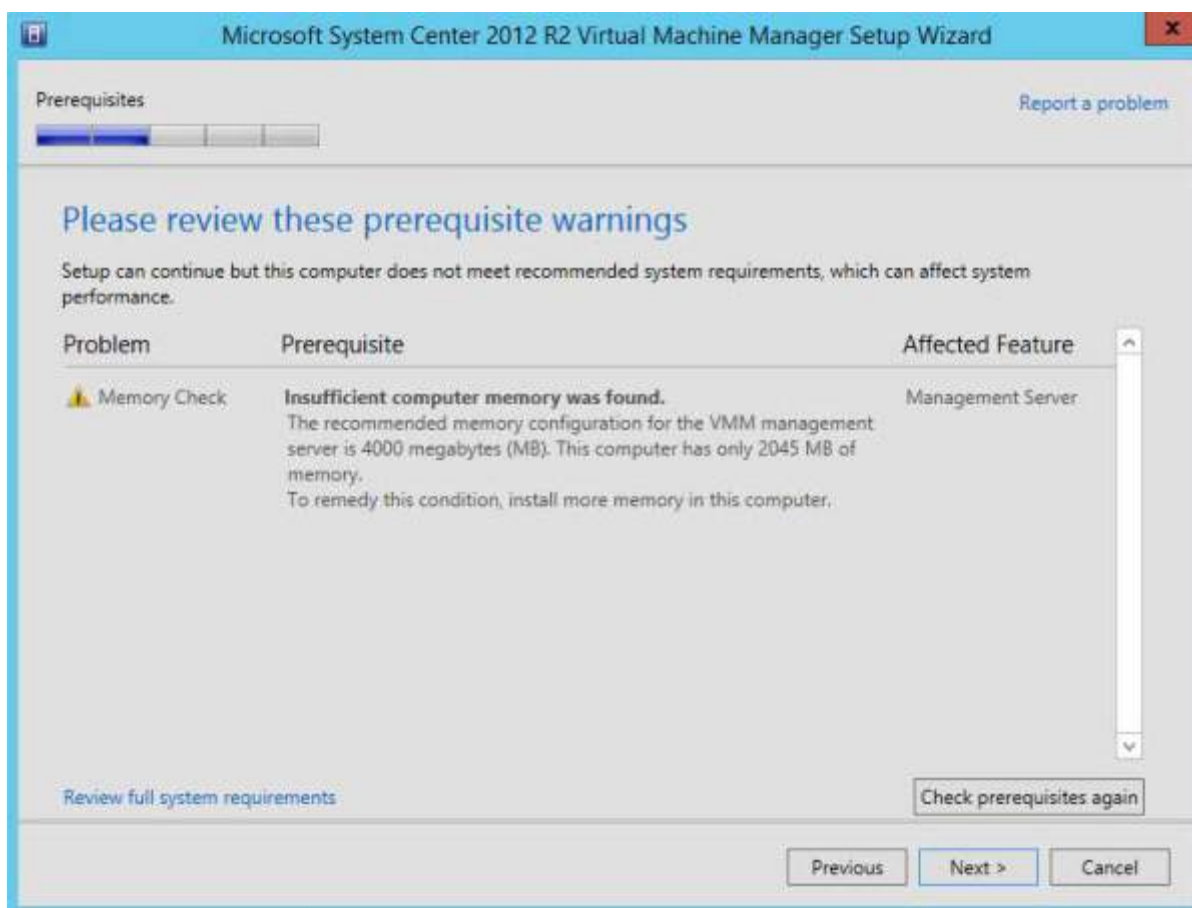 Microsoft System Center 2012 R2 Virtual Machine Manager Setup Wizard
x
Prerequisites
Report a problem
Please review these prerequisite warnings
Setup can continue but this computer does not meet recommended system requirements, which can affect system
performance.
Problem Prerequisite Affected Feature
Memory Check Insufficient computer memory was found. Management Server
The recommended memory configuration for the VMM management
server is 4000 megabytes (MB). This computer has only 2045 MB of
memory.
To remedy this condition, install more memory in this computer.
Review full system requirements
Check prerequisites again
Previous Next > Cancel